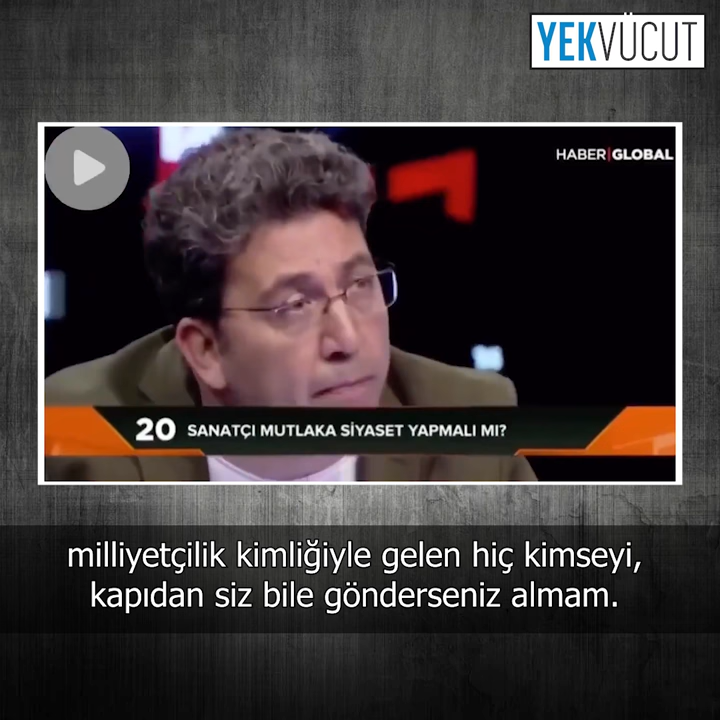 YEKVÜCUT
HABER|GLOBAL
20 SANATÇI MUTLAKA SİYASET YAPMALI MI?
milliyetçilik kimliğiyle gelen hiç kimseyi,
kapıdan siz bile gönderseniz almam.